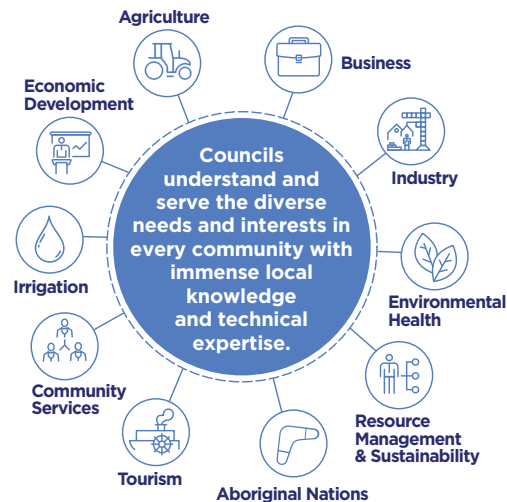 Agriculture
Business
Economic
Development
Industry
Councils
understand and
serve the diverse
needs and interests in
every community with
immense local
knowledge
and technical
expertise.
Irrigation
Environmental
Health
Community
Services
Resource
Management
& Sustainability
Tourism
Aboriginal Nations